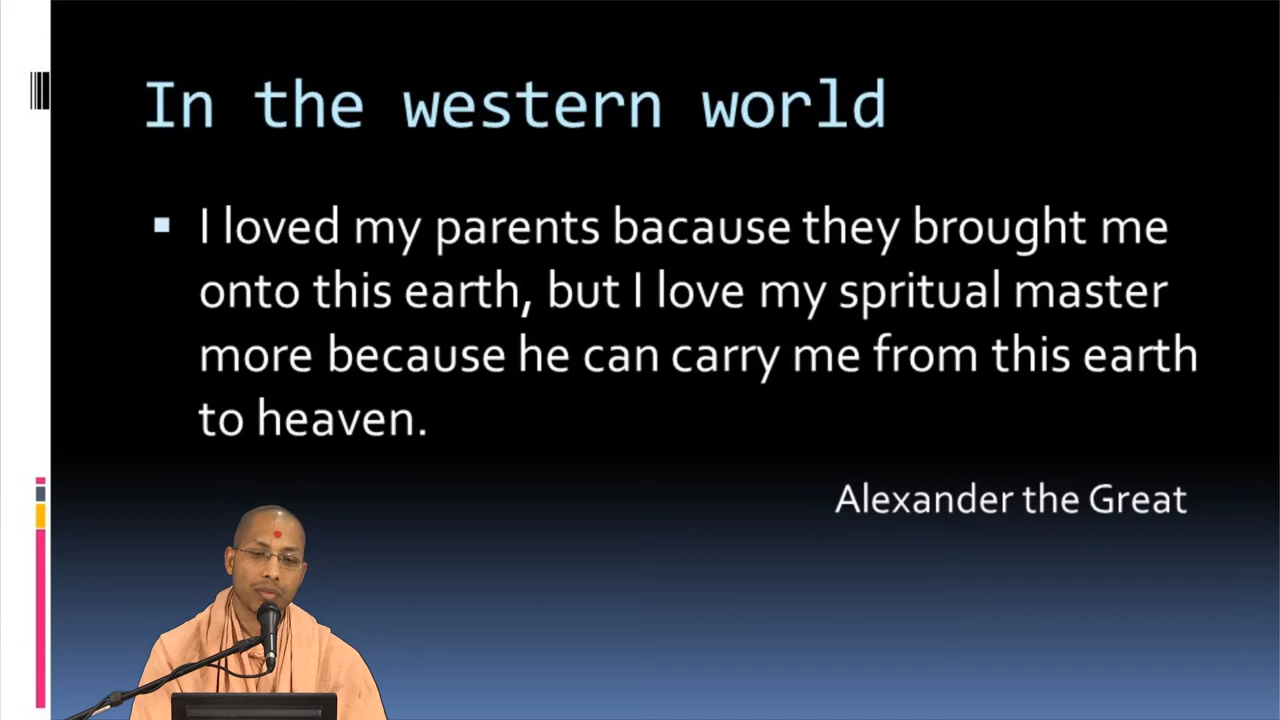 In the western world
I loved my parents bacause they brought me
onto this earth, but I love my spritual master
more because he can carry me from this earth
to heaven.
Alexander the Great